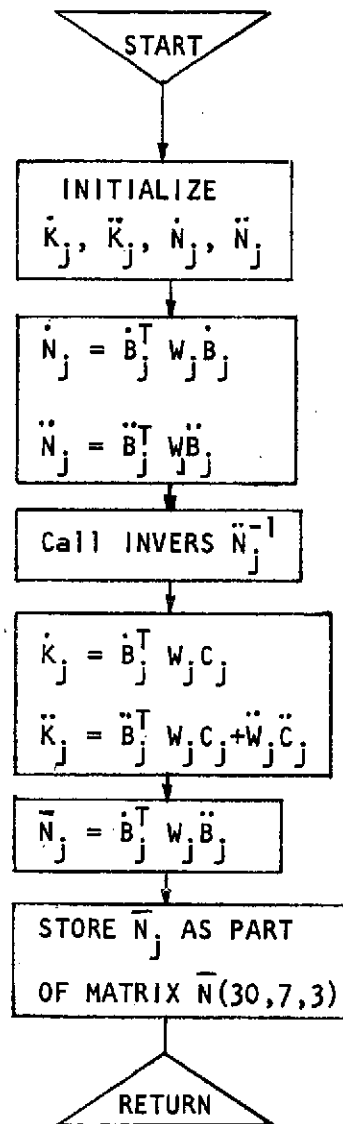 START
INITIALIZE
K̇j, K̈j, Ṅj, N̈j
Ṅj = Ḃjᵀ WjḂj
N̈j = B̈jᵀ WjB̈j
Call INVERS N̈j⁻¹
K̇j = Ḃjᵀ WjCj
K̈j = B̈jᵀ WjCj+ẄjC̈j
N̄j = Ḃjᵀ WjB̈j
STORE N̄j AS PART
OF MATRIX N̄(30,7,3)
RETURN